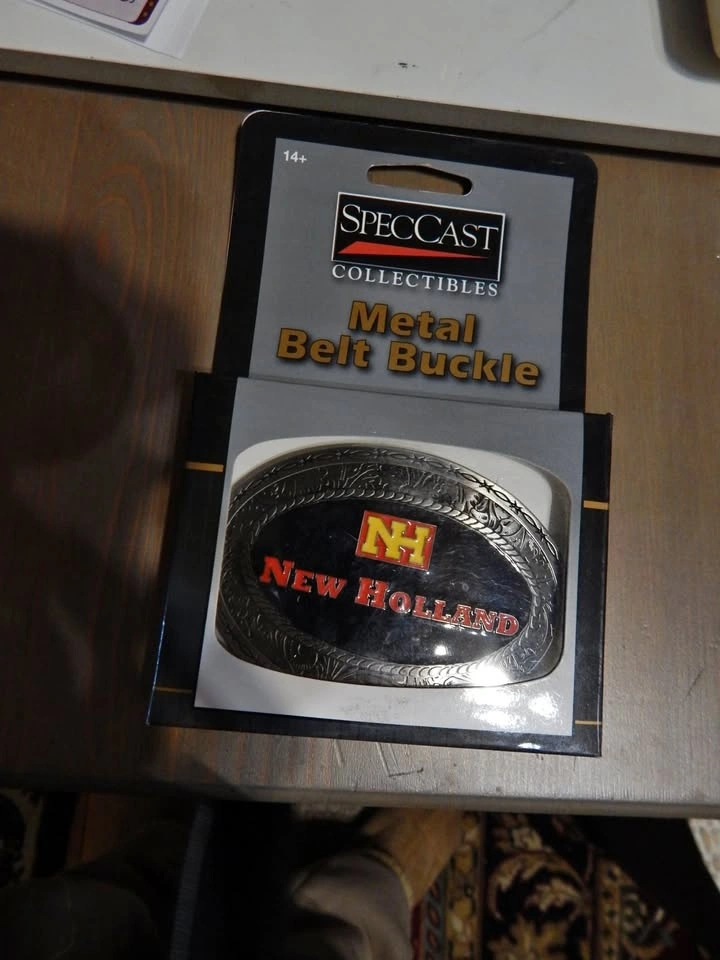 14+
SPECCAST
COLLECTIBLES
Metal
Belt Buckle
NH
NEW HOLLAND